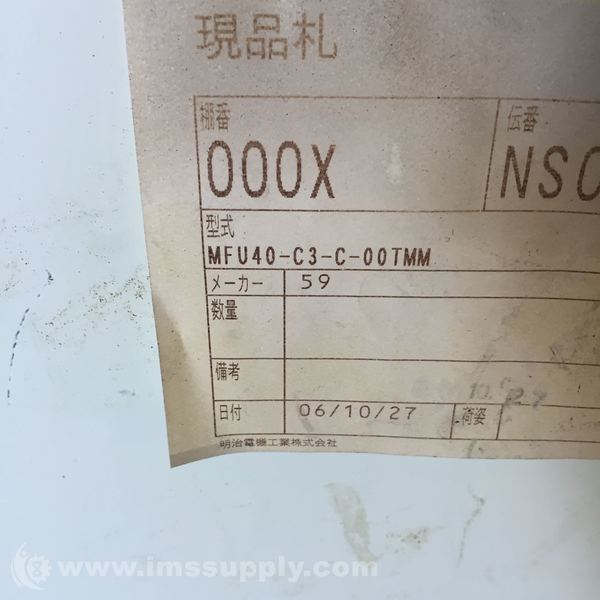 現品札
棚番 伝番
000X NSC
型式
MFU40-C3-C-00TMM
メーカー 59
数量
備考
10. 27
日付 06/10/27 荷姿
明治電機工業株式会社
www.imssupply.com